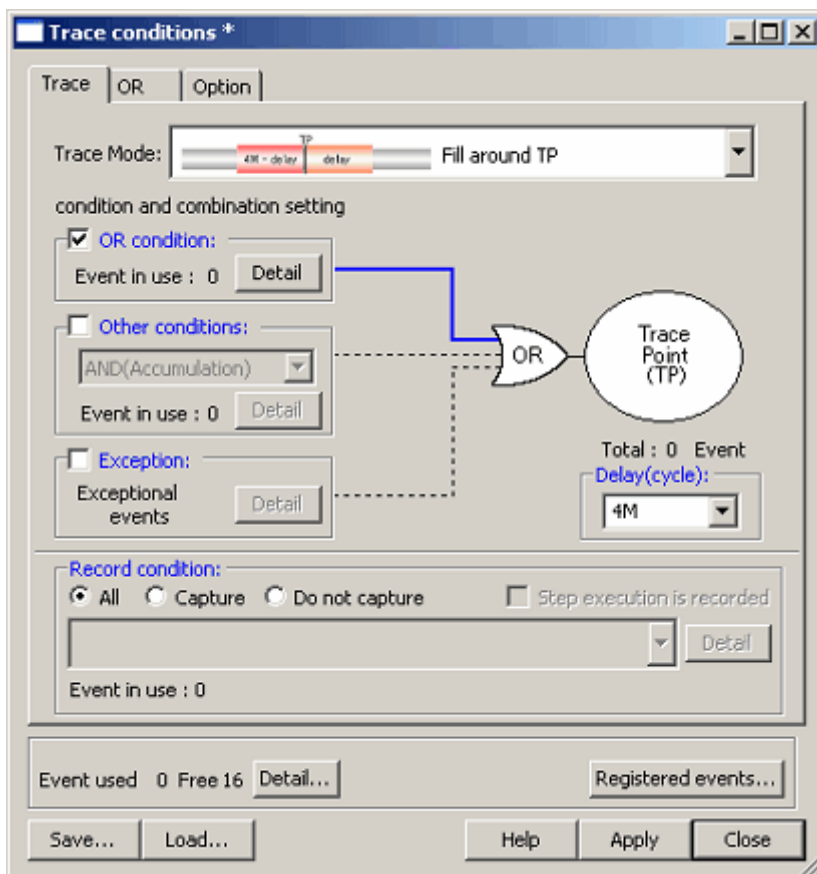 Trace conditions *
Trace OR Option
Trace Mode: TP 4M - delay delay Fill around TP
condition and combination setting
OR condition:
Event in use : 0 Detail
Other conditions:
AND(Accumulation)
Event in use : 0 Detail
Exception:
Exceptional
events Detail
OR
Trace
Point
(TP)
Total : 0 Event
Delay(cycle):
4M
Record condition:
All Capture Do not capture Step execution is recorded
Detail
Event in use : 0
Event used 0 Free 16 Detail... Registered events...
Save... Load... Help Apply Close